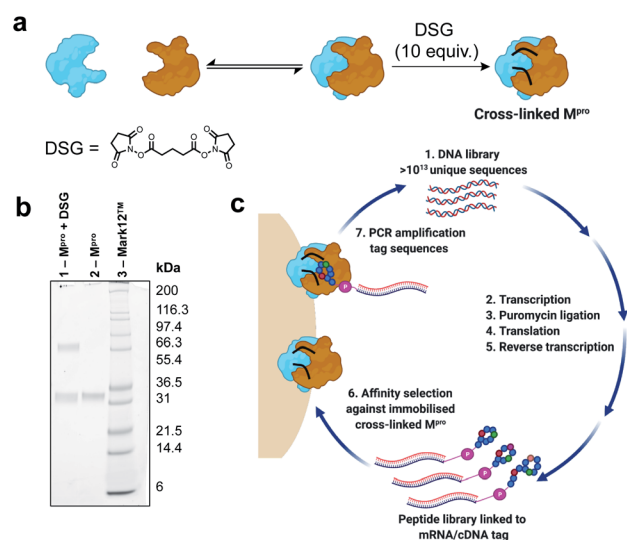 a
DSG
(10 equiv.)
Cross-linked Mᵖʳᵒ
DSG =
O
O
N
O
O
O
O
N
O
O
b
1 – Mᵖʳᵒ + DSG
2 – Mᵖʳᵒ
3 – Mark12™
kDa
200
116.3
97.4
66.3
55.4
36.5
31
21.5
14.4
6
c
1. DNA library
>10¹³ unique sequences
7. PCR amplification
tag sequences
P
2. Transcription
3. Puromycin ligation
4. Translation
5. Reverse transcription
6. Affinity selection
against immobilised
cross-linked Mᵖʳᵒ
P
P
P
Peptide library linked to
mRNA/cDNA tag